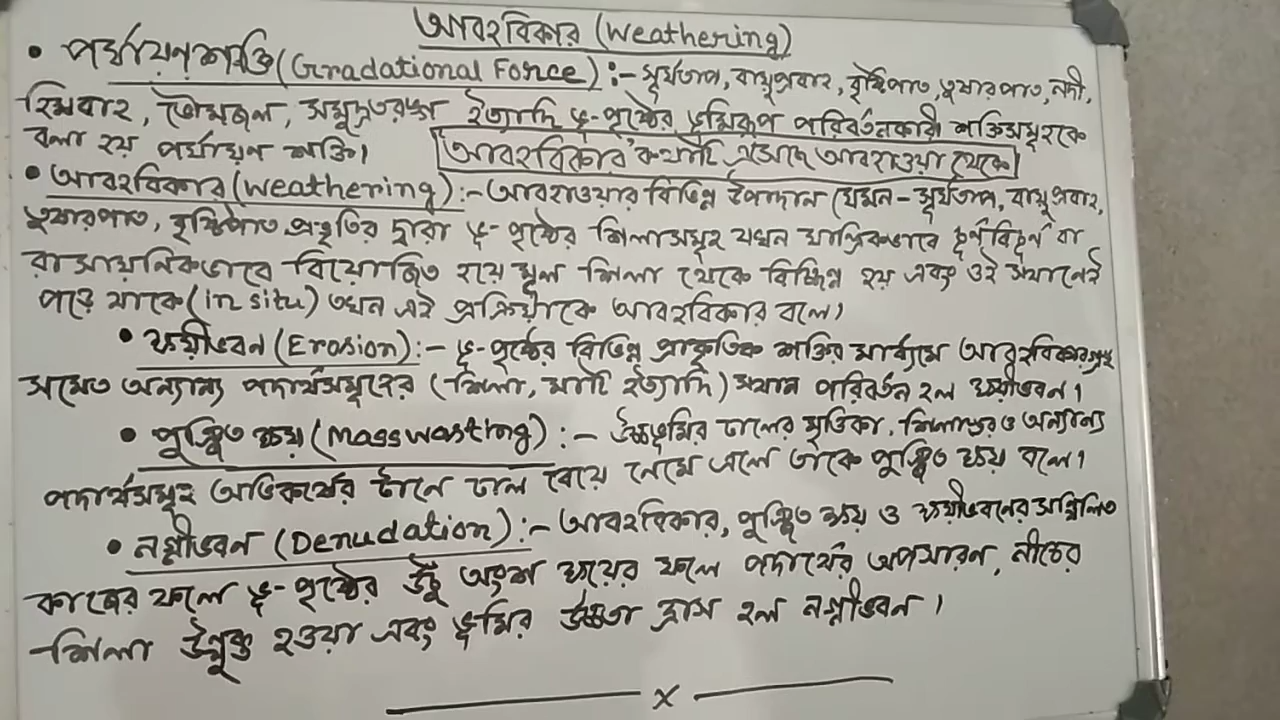 আবহবিকার (Weathering)
• পর্যায়ণ শক্তি (Gradational Force) :- সূর্যতাপ, বায়ুপ্রবাহ, বৃষ্টিপাত, তুষারপাত, নদী,
হিমবাহ, ভৌমজল, সমুদ্রতরঙ্গ ইত্যাদি ভূ-পৃষ্ঠের ভূমিরূপ পরিবর্তনকারী শক্তিসমূহকে
বলা হয় পর্যায়ণ শক্তি। 'আবহবিকার' কথাটি এসেছে আবহাওয়া থেকে।
• আবহবিকার (Weathering) :- আবহাওয়ার বিভিন্ন উপাদান যেমন- সূর্যতাপ, বায়ুপ্রবাহ,
তুষারপাত, বৃষ্টিপাত প্রভৃতির দ্বারা ভূ-পৃষ্ঠের শিলাসমূহ যখন যান্ত্রিকভাবে চূর্ণবিচূর্ণ বা
রাসায়নিকভাবে বিয়োজিত হয়ে মূল শিলা থেকে বিচ্ছিন্ন হয় এবং ওই স্থানেই
পড়ে থাকে (in situ) তখন এই প্রক্রিয়াকে আবহবিকার বলে।
• ক্ষয়ীভবন (Erosion) :- ভূ-পৃষ্ঠের বিভিন্ন প্রাকৃতিক শক্তির মাধ্যমে আবহবিকারগ্রস্থ
সমেত অন্যান্য পদার্থসমূহের (শিলা, মাটি ইত্যাদি) স্থান পরিবর্তন হল ক্ষয়ীভবন।
• পুঞ্জিত ক্ষয় (Mass wasting) :- উচ্চভূমির ঢালের মৃত্তিকা, শিলাস্তর ও অন্যান্য
পদার্থসমূহ অভিকর্ষের টানে ঢাল বেয়ে নেমে এলে তাকে পুঞ্জিত ক্ষয় বলে।
• নগ্নীভবন (Denudation) :- আবহবিকার, পুঞ্জিত ক্ষয় ও ক্ষয়ীভবনের সম্মিলিত
কাজের ফলে ভূ-পৃষ্ঠের উঁচু অংশ ক্ষয়ের ফলে পদার্থের অপসারণ, নীচের
শিলা উন্মুক্ত হওয়া এবং ভূমির উচ্চতা হ্রাস হল নগ্নীভবন।
x